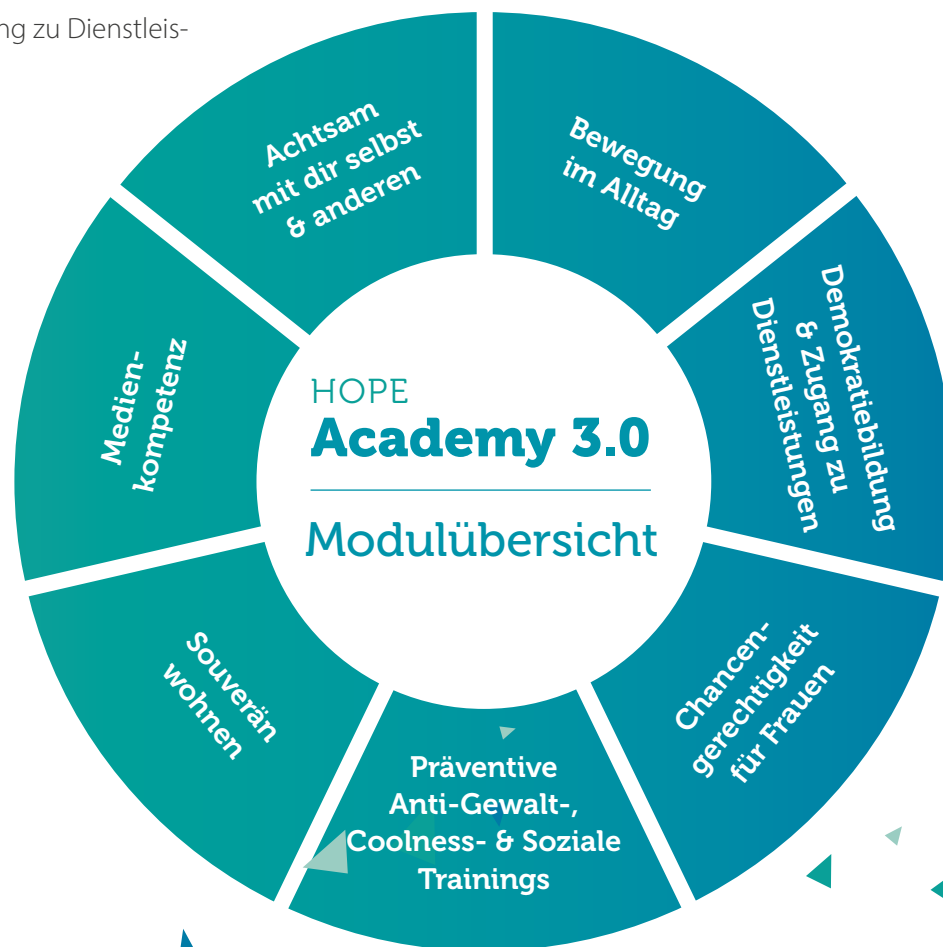 ng zu Dienstleis-
Achtsam
mit dir selbst
& anderen
Bewegung
im Alltag
Demokratiebildung
& Zugang zu
Dienstleistungen
Chancen-
gerechtigkeit
für Frauen
Präventive
Anti-Gewalt-,
Coolness- & Soziale
Trainings
Souverän
wohnen
Medien-
kompetenz
HOPE
Academy 3.0
Modulübersicht